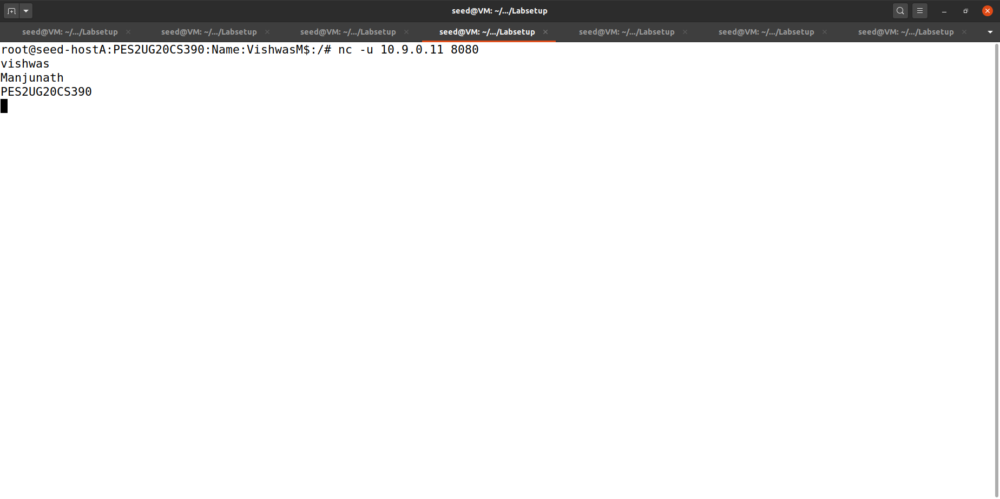 seed@VM: ~/.../Labsetup
seed@VM: ~/.../Labsetup seed@VM: ~/.../Labsetup seed@VM: ~/.../Labsetup seed@VM: ~/.../Labsetup seed@VM: ~/.../Labsetup seed@VM: ~/.../Labsetup seed@VM: ~/.../Labsetup
root@seed-hostA:PES2UG20CS390:Name:VishwasM$:/# nc -u 10.9.0.11 8080
vishwas
Manjunath
PES2UG20CS390